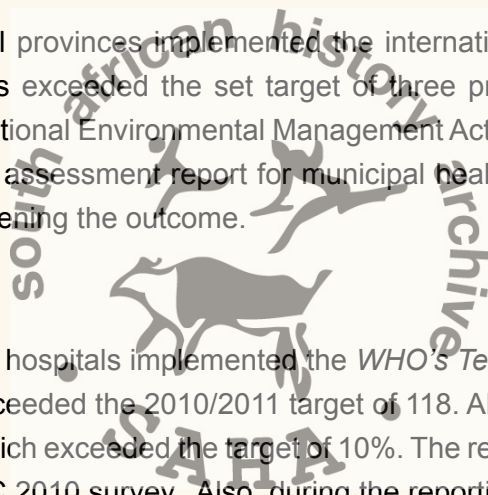 l provinces implemented the internati
s exceeded the set target of three pr
tional Environmental Management Act
assessment report for municipal heal
ening the outcome.
hospitals implemented the WHO's Te
ceeded the 2010/2011 target of 118. Al
ich exceeded the target of 10%. The re
C 2010 survey. Also, during the reporti
south african history archive
SAHA